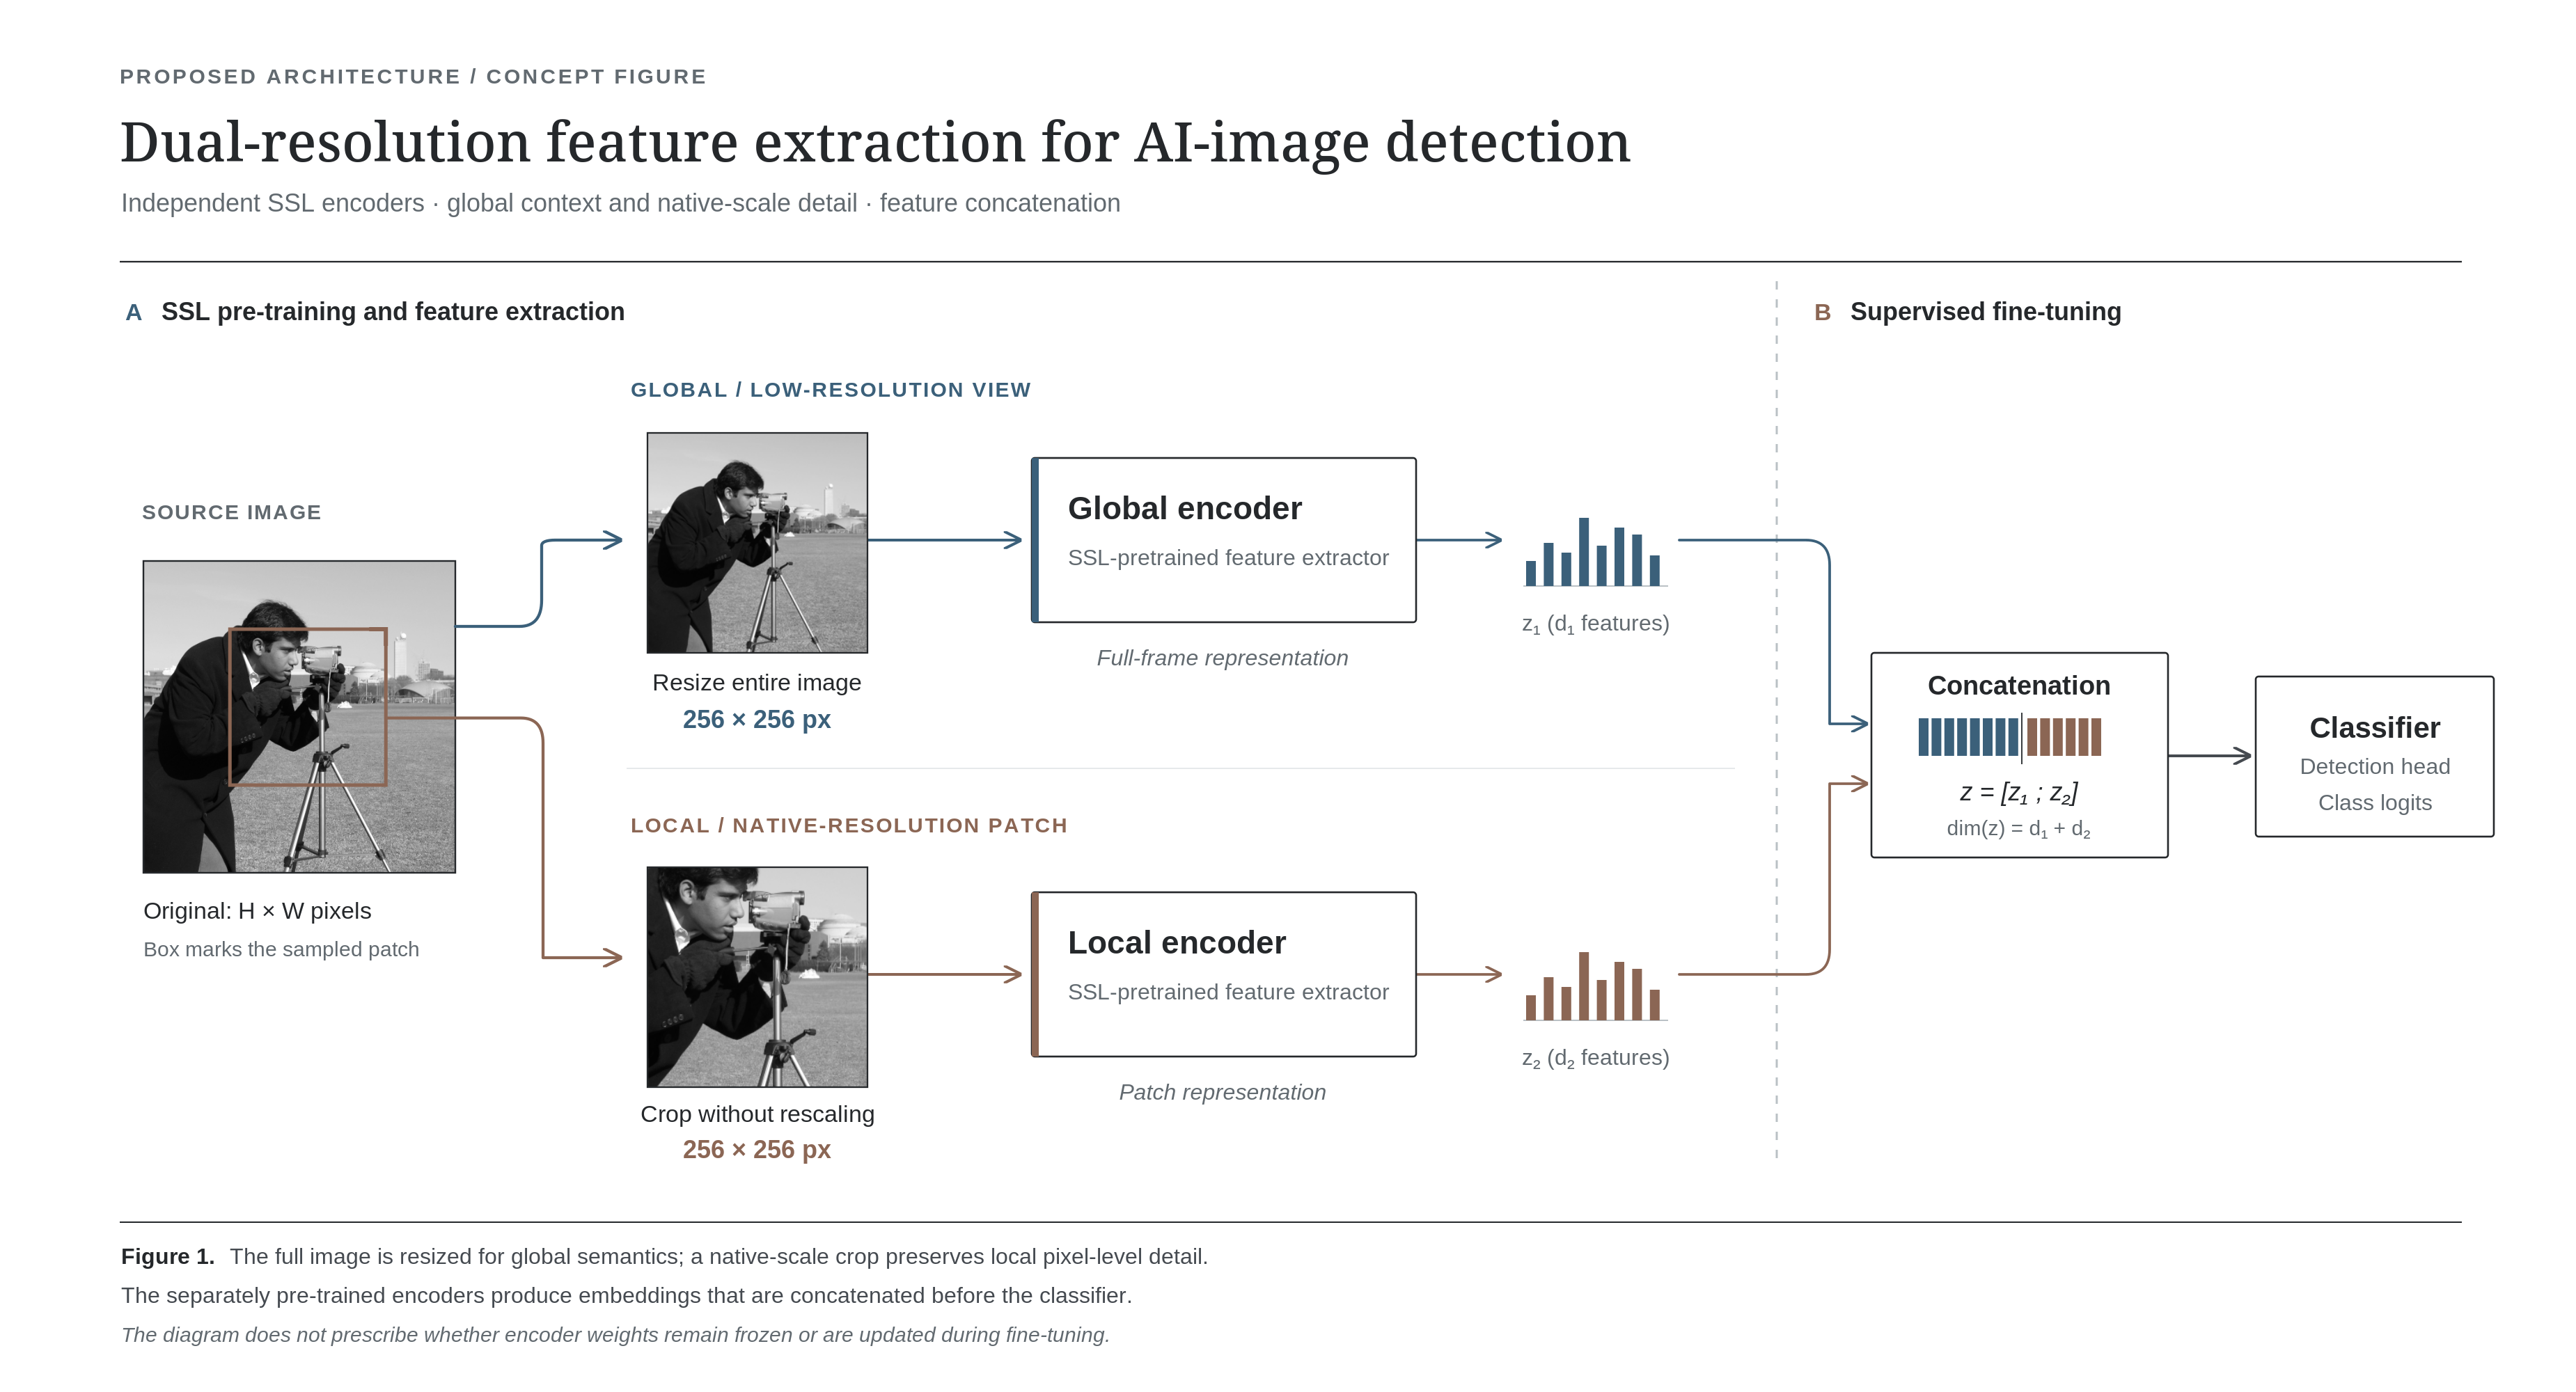 PROPOSED ARCHITECTURE / CONCEPT FIGURE
Dual-resolution feature extraction for AI-image detection
Independent SSL encoders · global context and native-scale detail · feature concatenation
A SSL pre-training and feature extraction
B Supervised fine-tuning
SOURCE IMAGE
Original: H × W pixels
Box marks the sampled patch
GLOBAL / LOW-RESOLUTION VIEW
Resize entire image
256 × 256 px
Global encoder
SSL-pretrained feature extractor
Full-frame representation
z₁ (d₁ features)
LOCAL / NATIVE-RESOLUTION PATCH
Crop without rescaling
256 × 256 px
Local encoder
SSL-pretrained feature extractor
Patch representation
z₂ (d₂ features)
Concatenation
z = [z₁ ; z₂]
dim(z) = d₁ + d₂
Classifier
Detection head
Class logits
Figure 1. The full image is resized for global semantics; a native-scale crop preserves local pixel-level detail.
The separately pre-trained encoders produce embeddings that are concatenated before the classifier.
The diagram does not prescribe whether encoder weights remain frozen or are updated during fine-tuning.